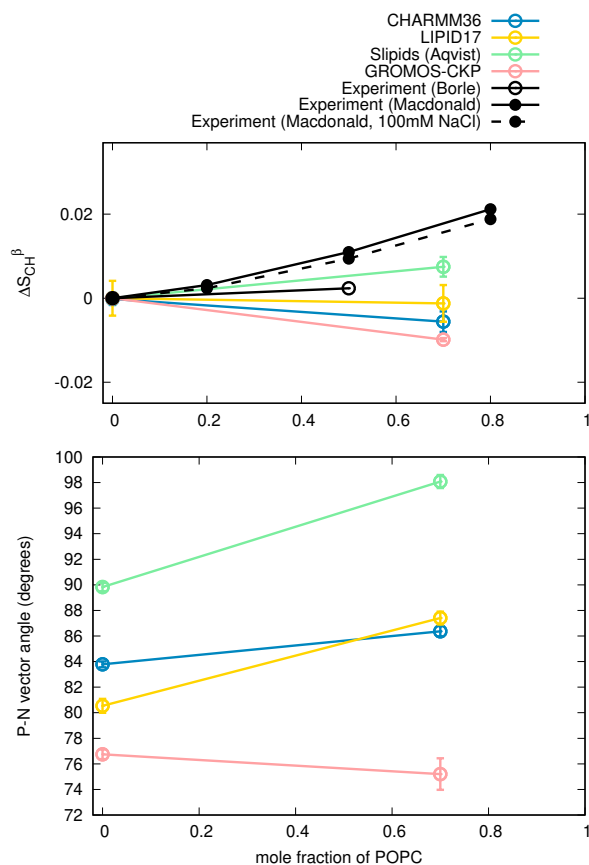 CHARMM36
LIPID17
Slipids (Aqvist)
GROMOS-CKP
Experiment (Borle)
Experiment (Macdonald)
Experiment (Macdonald, 100mM NaCl)
ΔS_CH^β
0.02
0
-0.02
0 0.2 0.4 0.6 0.8 1
P-N vector angle (degrees)
100
98
96
94
92
90
88
86
84
82
80
78
76
74
72
0 0.2 0.4 0.6 0.8 1
mole fraction of POPC